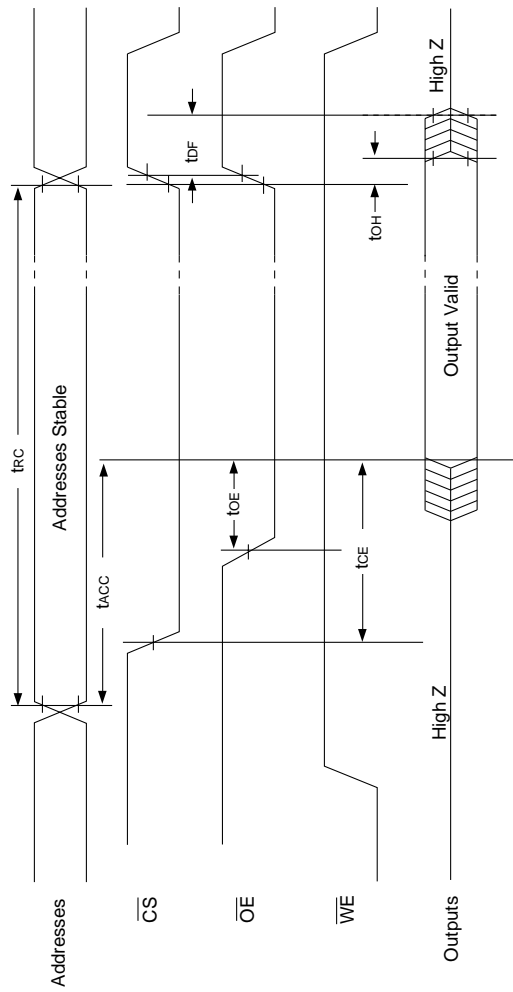 tRC
Addresses
Addresses Stable
tACC
CS
tDF
OE
tOE
WE
tCE
tOH
Outputs
High Z
Output Valid
High Z